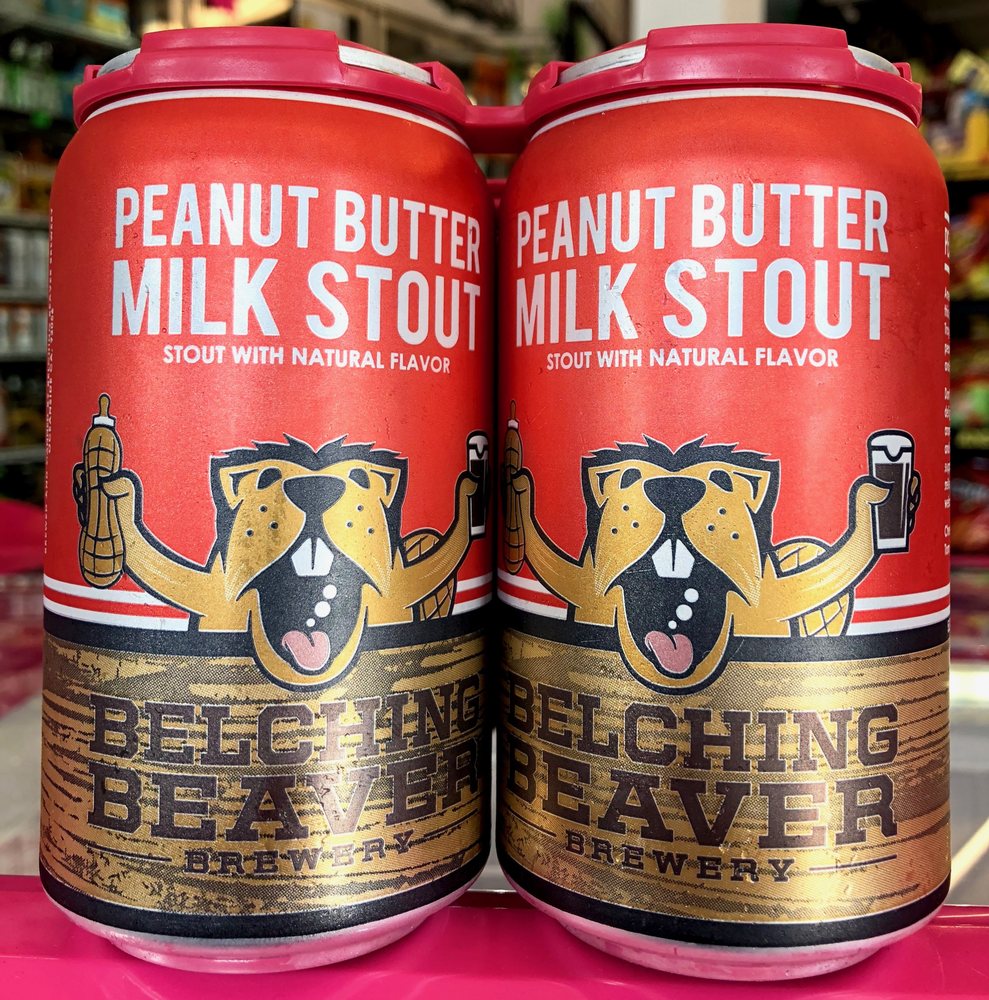 PEANUT BUTTER
MILK STOUT
STOUT WITH NATURAL FLAVOR
BELCHING
BEAVER
BREWERY
PEANUT BUTTER
MILK STOUT
STOUT WITH NATURAL FLAVOR
BELCHING
BEAVER
BREWERY